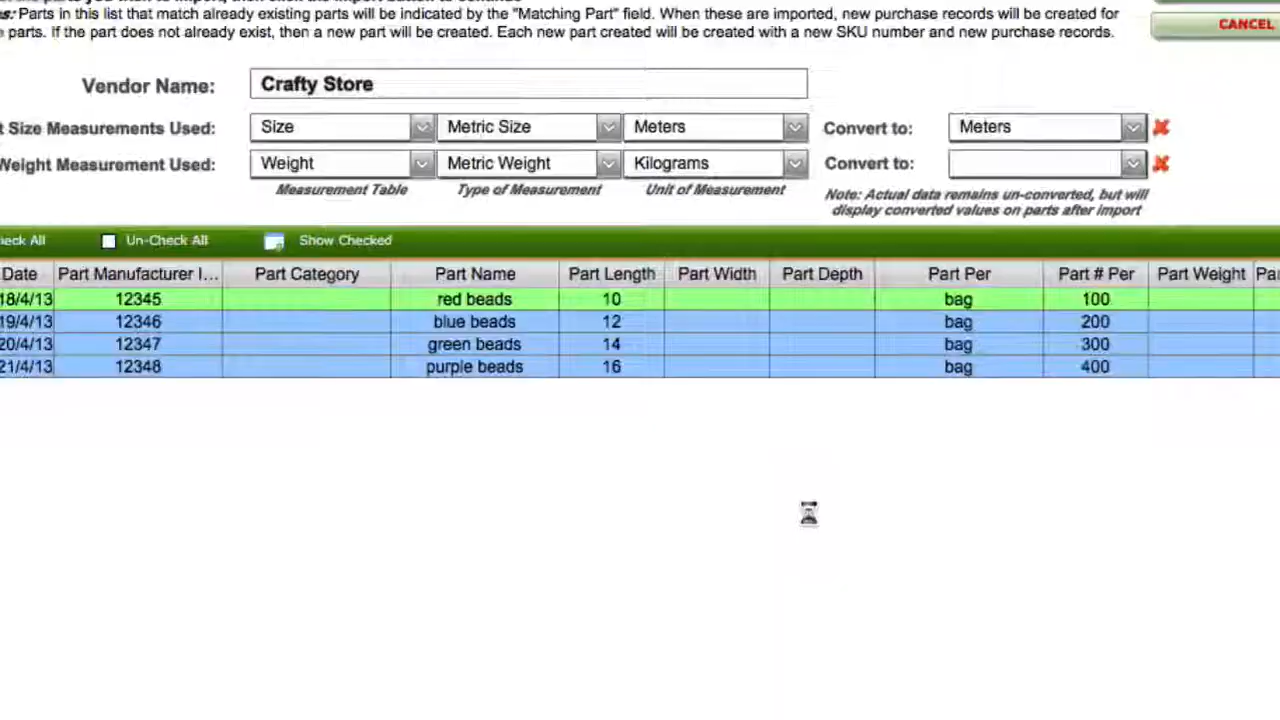 CANCEL
s: Parts in this list that match already existing parts will be indicated by the "Matching Part" field. When these are imported, new purchase records will be created for
parts. If the part does not already exist, then a new part will be created. Each new part created will be created with a new SKU number and new purchase records.
Vendor Name: Crafty Store
t Size Measurements Used: Size Metric Size Meters Convert to: Meters
Weight Measurement Used: Weight Metric Weight Kilograms Convert to:
Measurement Table Type of Measurement Unit of Measurement
Note: Actual data remains un-converted, but will
display converted values on parts after import
heck All Un-Check All Show Checked
Date Part Manufacturer I... Part Category Part Name Part Length Part Width Part Depth Part Per Part # Per Part Weight Par
18/4/13 12345 red beads 10 bag 100
19/4/13 12346 blue beads 12 bag 200
20/4/13 12347 green beads 14 bag 300
21/4/13 12348 purple beads 16 bag 400